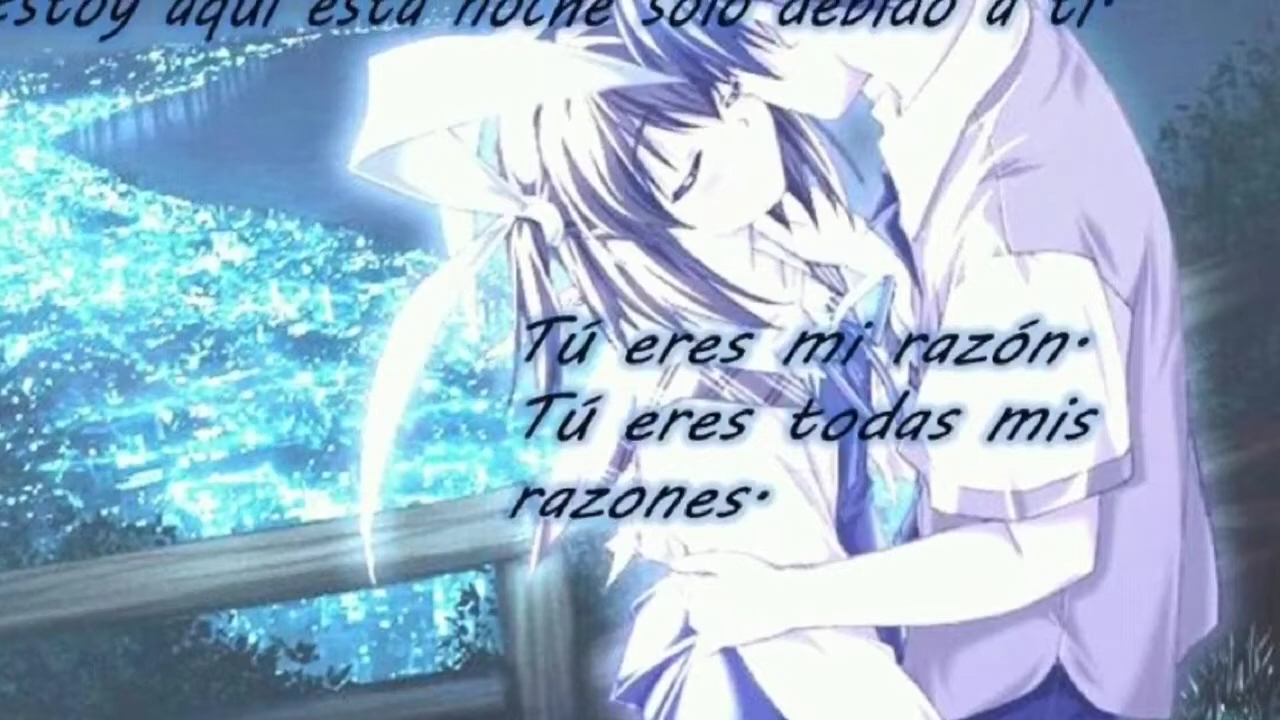 Estoy aquí esta noche solo debido a ti.
Tú eres mi razón.
Tú eres todas mis
razones.